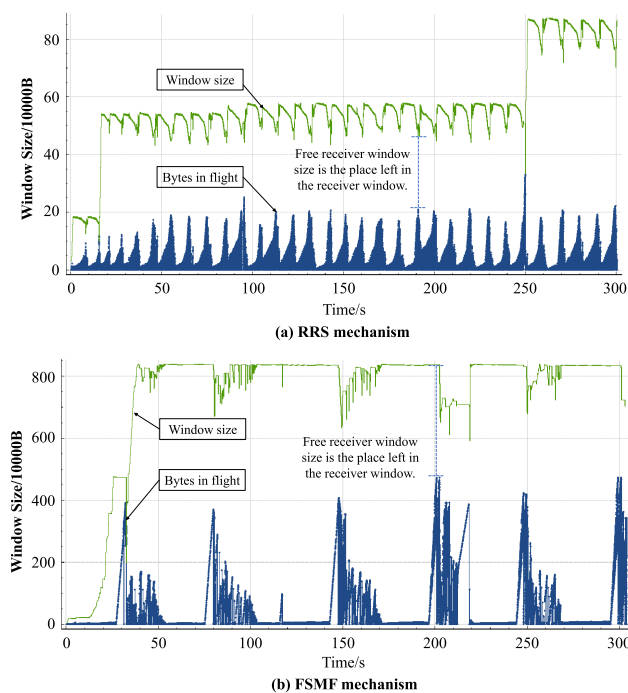 Window Size/10000B
80
60
40
20
0
Window size
Bytes in flight
Free receiver window
size is the place left in
the receiver window.
0
50
100
150
200
250
300
Time/s
(a) RRS mechanism
Window Size/10000B
800
600
400
200
0
Window size
Bytes in flight
Free receiver window
size is the place left in
the receiver window.
0
50
100
150
200
250
300
Time/s
(b) FSMF mechanism